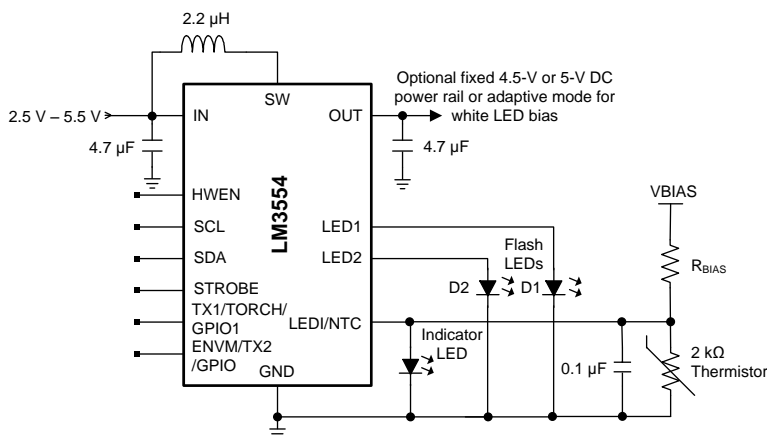 2.2 µH
2.5 V – 5.5 V
4.7 µF
SW
IN
OUT
Optional fixed 4.5-V or 5-V DC
power rail or adaptive mode for
white LED bias
4.7 µF
LM3554
HWEN
SCL
SDA
STROBE
TX1/TORCH/
GPIO1
ENVM/TX2
/GPIO
GND
LED1
LED2
LEDI/NTC
Flash
LEDs
D2
D1
Indicator
LED
VBIAS
RBIAS
0.1 µF
2 kΩ
Thermistor